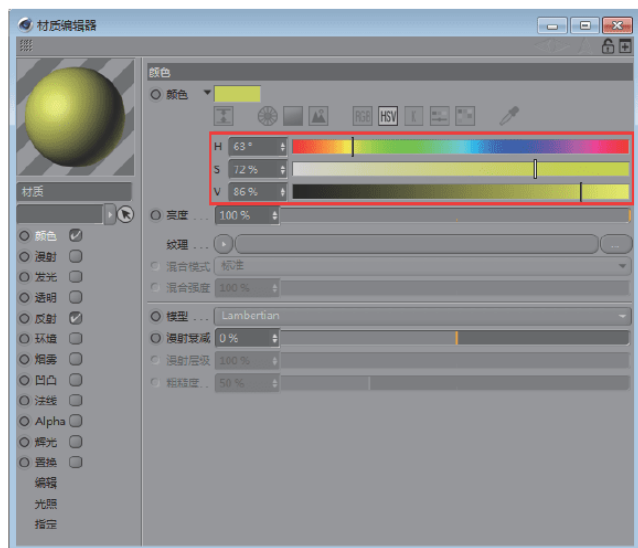 材质编辑器
颜色
颜色
RGB HSV K
H 63°
S 72%
V 86%
材质
亮度 . . . . 100%
纹理 . . . 
混合模式 标准
混合强度 100%
模型 . . . Lambertian
漫射衰减 0%
漫射层级 100%
粗糙度 . . 50%
颜色
漫射
发光
透明
反射
环境
烟雾
凹凸
法线
Alpha
辉光
置换
编辑
光照
指定